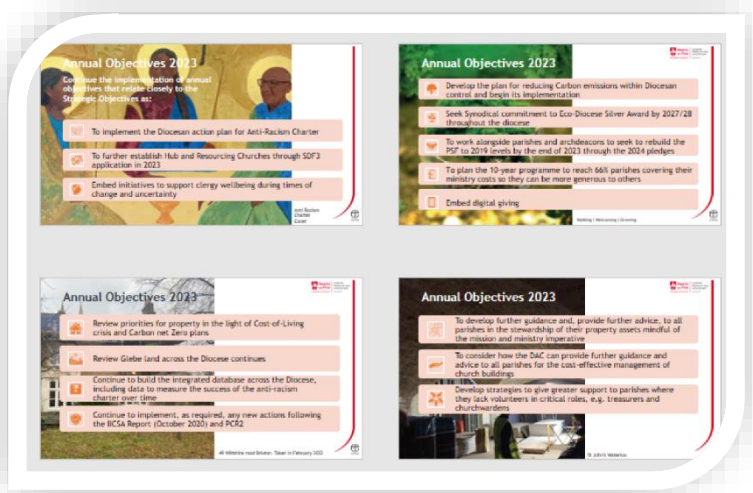 Annual Objectives 2023
Continue the implementation of annual
objectives that relate closely to the
Strategic Objectives as:
To implement the Diocesan action plan for Anti-Racism Charter
To further establish Hub and Resourcing Churches through SDF3
application in 2023
Embed initiatives to support clergy wellbeing during times of
change and uncertainty
Anti Racism
Charter
Cover
Annual Objectives 2023
Develop the plan for reducing Carbon emissions within Diocesan
control and begin its implementation
Seek Synodical commitment to Eco-Diocese Silver Award by 2027/28
throughout the diocese
To work alongside parishes and archdeacons to seek to rebuild the
PSF to 2019 levels by the end of 2023 through the 2024 pledges
To plan the 10-year programme to reach 66% parishes covering their
ministry costs so they can be more generous to others
Embed digital giving
Walking | Welcoming | Growing
Annual Objectives 2023
Review priorities for property in the light of Cost-of-Living
crisis and Carbon net Zero plans
Review Glebe land across the Diocese continues
Continue to build the integrated database across the Diocese,
including data to measure the success of the anti-racism
charter over time
Continue to implement, as required, any new actions following
the IICSA Report (October 2020) and PCR2
Taken in February 2022
Annual Objectives 2023
To develop further guidance and, provide further advice, to all
parishes in the stewardship of their property assets mindful of
the mission and ministry imperative
To consider how the DAC can provide further guidance and
advice to all parishes for the cost-effective management of
church buildings
Develop strategies to give greater support to parishes where
they lack volunteers in critical roles, e.g. treasurers and
churchwardens
St John's Waterloo